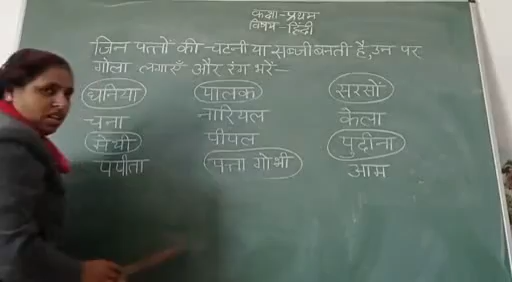 कक्षा-प्रथम
विषय-हिन्दी
जिन पत्तों की चटनी या सब्जी बनती है, उन पर
गोला लगाएँ और रंग भरें-
धनिया पालक सरसों
चना नारियल केला
मेथी पीपल पुदीना
पपीता पत्ता गोभी आम